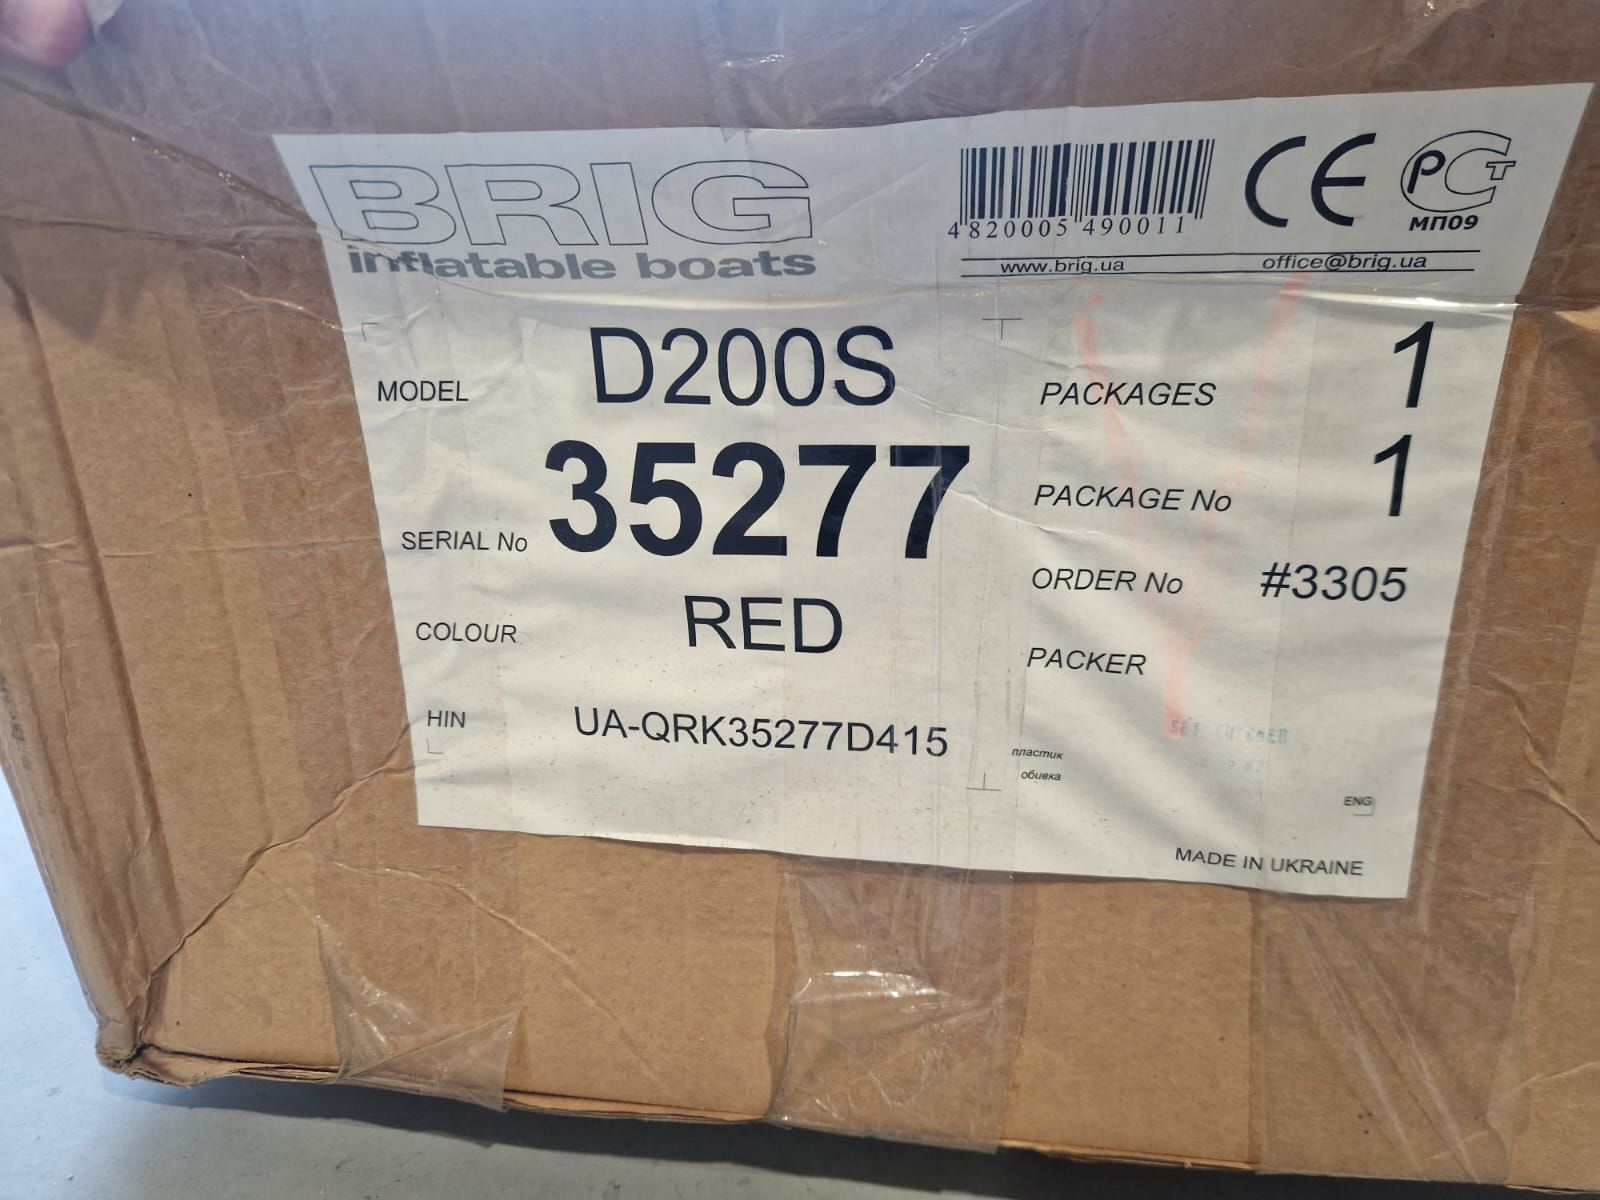 BRIG
inflatable boats
4 820005 490011
CE
РСТ
МП09
www.brig.ua
office@brig.ua
MODEL D200S
SERIAL No 35277
COLOUR RED
HIN UA-QRK35277D415
PACKAGES 1
PACKAGE No 1
ORDER No #3305
PACKER
пластик
обивка
ENG
MADE IN UKRAINE